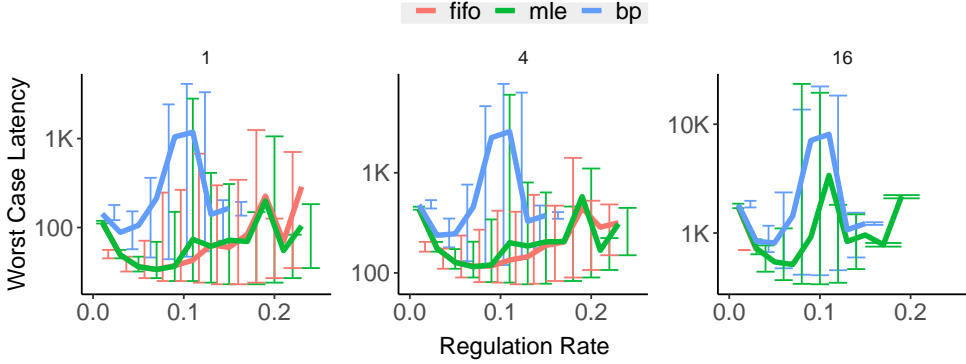 fifo mle bp
1 4 16
Worst Case Latency
1K
100
1K
100
10K
1K
0.0 0.1 0.2 0.0 0.1 0.2 0.0 0.1 0.2
Regulation Rate